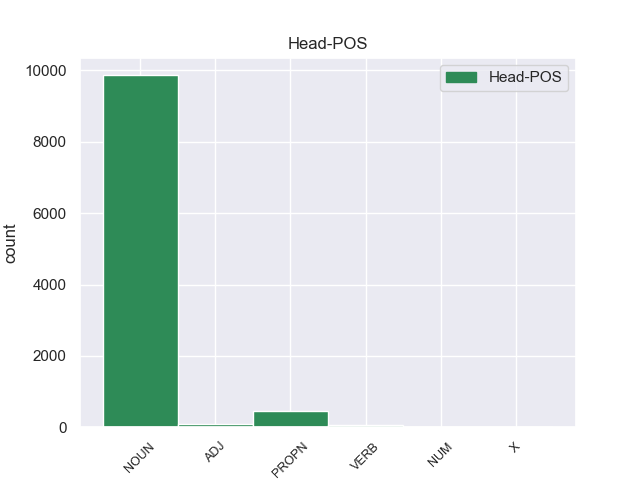 Head-POS
Head-POS
count
10000
8000
6000
4000
2000
0
NOUN
ADJ
PROPN
VERB
NUM
X